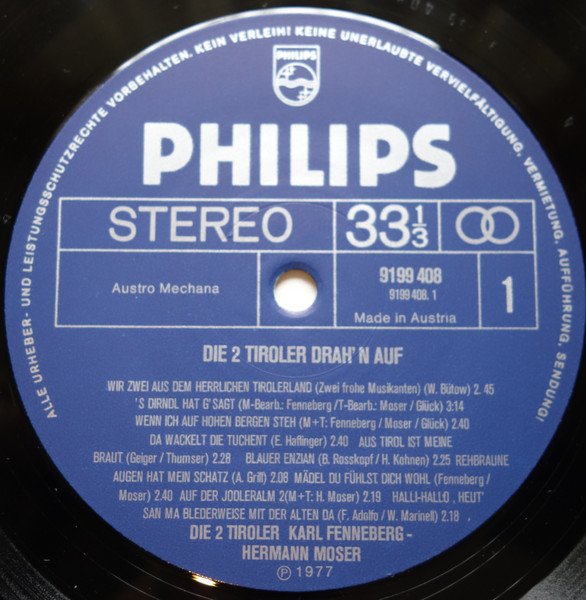 ALLE URHEBER- UND LEISTUNGSSCHUTZRECHTE VORBEHALTEN. KEIN VERLEIH! KEINE UNERLAUBTE VERVIELFÄLTIGUNG, VERMIETUNG, AUFFÜHRUNG, SENDUNG!
PHILIPS
PHILIPS
STEREO 33 1/3
Austro Mechana
9199 408
9199 408. 1
Made in Austria
1
DIE 2 TIROLER DRAH'N AUF
WIR ZWEI AUS DEM HERRLICHEN TIROLERLAND (Zwei frohe Musikanten) (W. Bütow) 2. 45
'S DIRNDL HAT G'SAGT (M-Bearb.: Fenneberg /T-Bearb.: Moser / Glück) 3:14
WENN ICH AUF HOHEN BERGEN STEH (M+T: Fenneberg / Moser / Glück) 2.40
DA WACKELT DIE TUCHENT (E. Haflinger) 2.40 AUS TIROL IST MEINE
BRAUT (Geiger / Thumser) 2.28 BLAUER ENZIAN (B. Rosskopf / H. Kohnen) 2.25 REHBRAUNE
AUGEN HAT MEIN SCHATZ (A. Grill) 2.08 MÄDEL DU FÜHLST DICH WOHL (Fenneberg /
Moser) 2.40 AUF DER JODLERALM 2(M+T: H. Moser) 2.19 HALLI-HALLO, HEUT'
SAN MA BLEDERWEISE MIT DER ALTEN DA (F. Adolfo / W. Marinell) 2.18
DIE 2 TIROLER KARL FENNEBERG -
HERMANN MOSER
℗ 1977